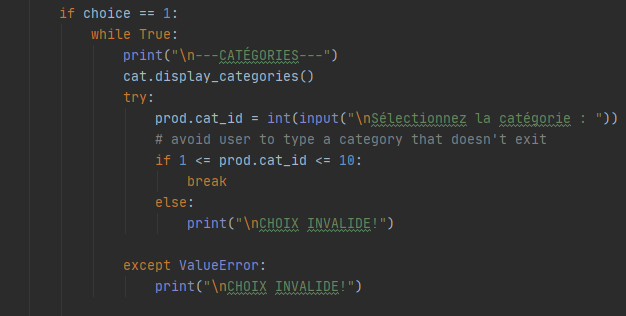 if choice == 1:
while True:
print("\n---CATÉGORIES---")
cat.display_categories()
try:
prod.cat_id = int(input("\nSélectionnez la catégorie : "))
# avoid user to type a category that doesn't exit
if 1 <= prod.cat_id <= 10:
break
else:
print("\nCHOIX INVALIDE!")
except ValueError:
print("\nCHOIX INVALIDE!")